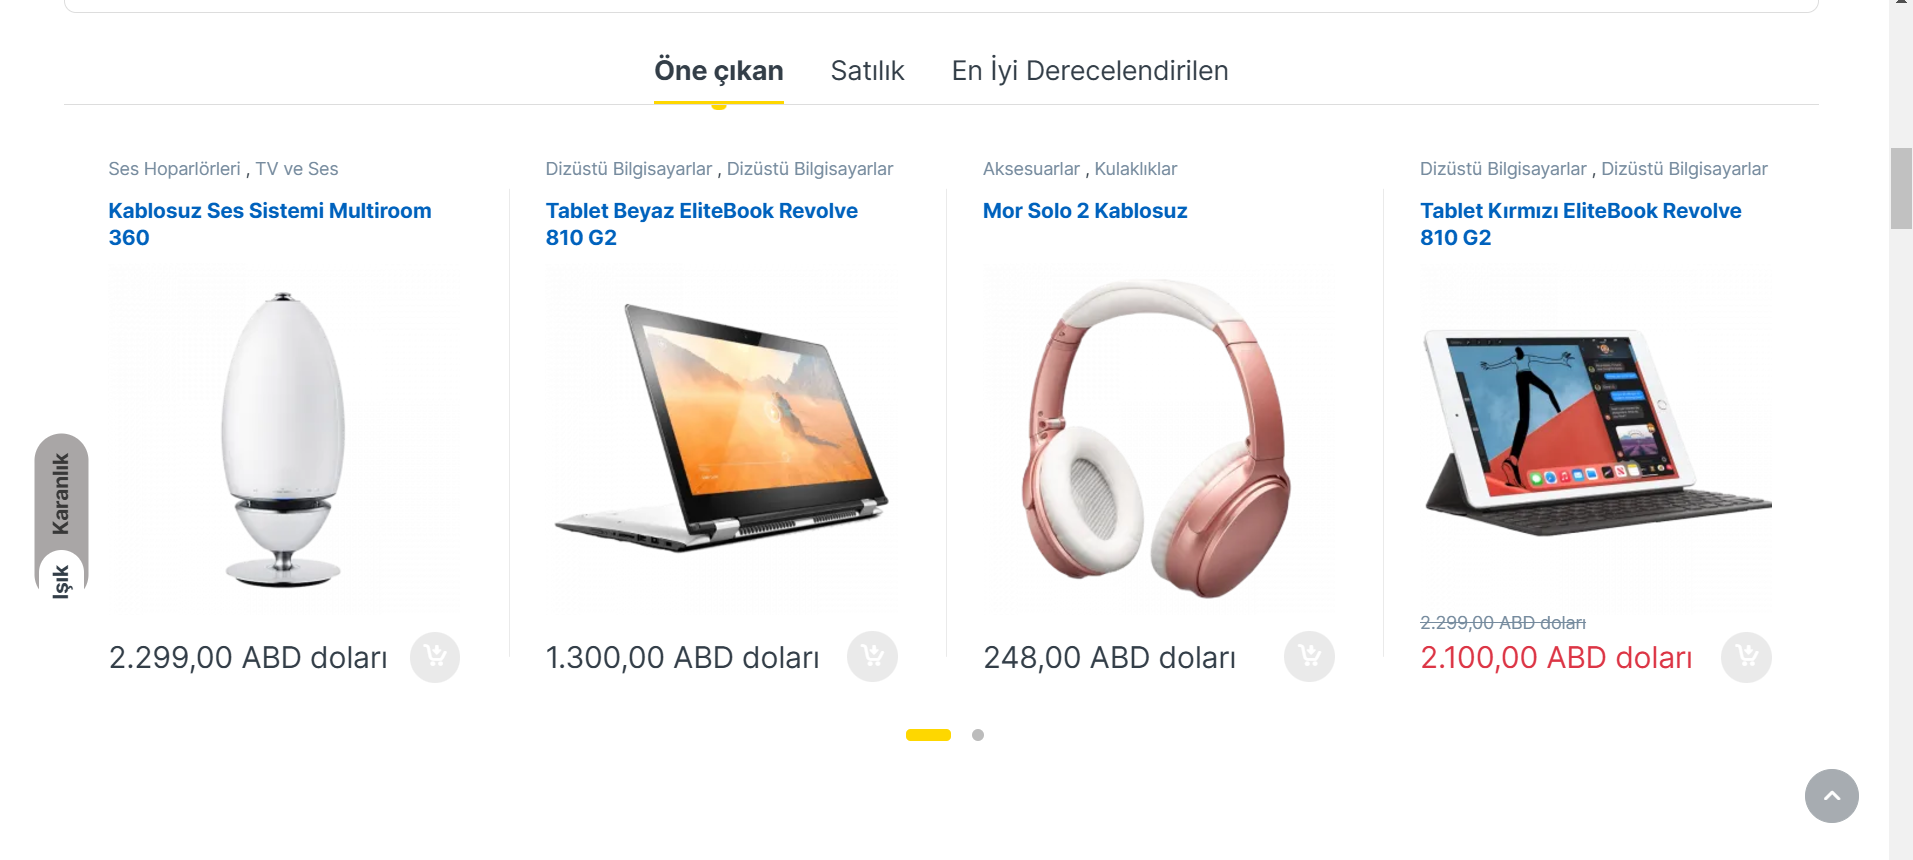 Öne çıkan Satılık En İyi Derecelendirilen
Ses Hoparlörleri , TV ve Ses
Kablosuz Ses Sistemi Multiroom
360
2.299,00 ABD doları
Dizüstü Bilgisayarlar , Dizüstü Bilgisayarlar
Tablet Beyaz EliteBook Revolve
810 G2
1.300,00 ABD doları
Aksesuarlar , Kulaklıklar
Mor Solo 2 Kablosuz
248,00 ABD doları
Dizüstü Bilgisayarlar , Dizüstü Bilgisayarlar
Tablet Kırmızı EliteBook Revolve
810 G2
2.299,00 ABD doları
2.100,00 ABD doları
Karanlık
Işık